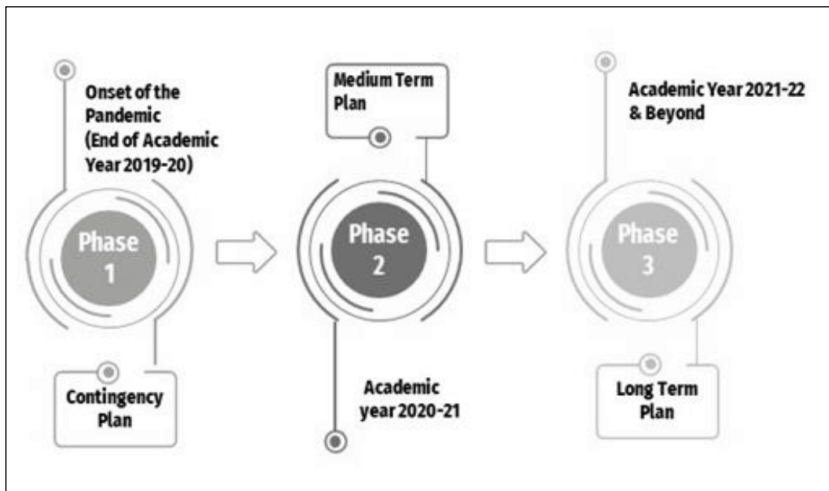 Onset of the
Pandemic
(End of Academic
Year 2019-20)
Phase
1
Contingency
Plan
Medium Term
Plan
Phase
2
Academic
year 2020-21
Academic Year 2021-22
& Beyond
Phase
3
Long Term
Plan